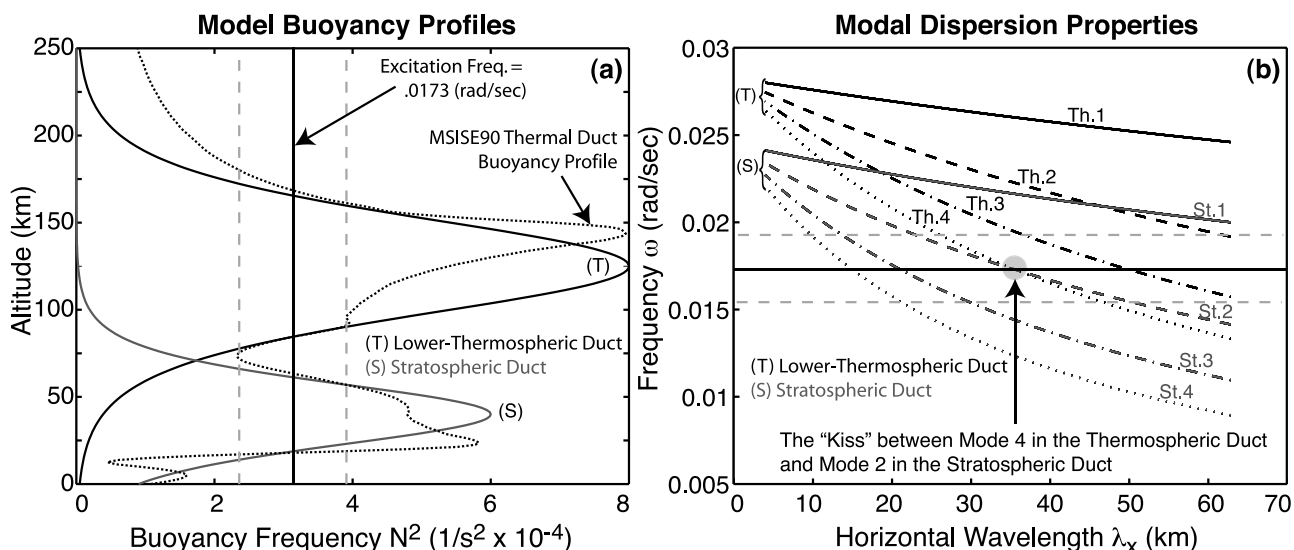 Model Buoyancy Profiles
(a)
Altitude (km)
250
200
150
100
50
0
Excitation Freq. =
.0173 (rad/sec)
MSISE90 Thermal Duct
Buoyancy Profile
(T)
(T) Lower-Thermospheric Duct
(S) Stratospheric Duct
(S)
0
2
4
6
8
Buoyancy Frequency N² (1/s² x 10⁻⁴)
Modal Dispersion Properties
(b)
Frequency ω (rad/sec)
0.03
0.025
0.02
0.015
0.01
0.005
(T)
(S)
Th.1
Th.2
Th.3
Th.4
St.1
St.2
St.3
St.4
(T) Lower-Thermospheric Duct
(S) Stratospheric Duct
The “Kiss” between Mode 4 in the Thermospheric Duct
and Mode 2 in the Stratospheric Duct
0
10
20
30
40
50
60
70
Horizontal Wavelength λₓ (km)